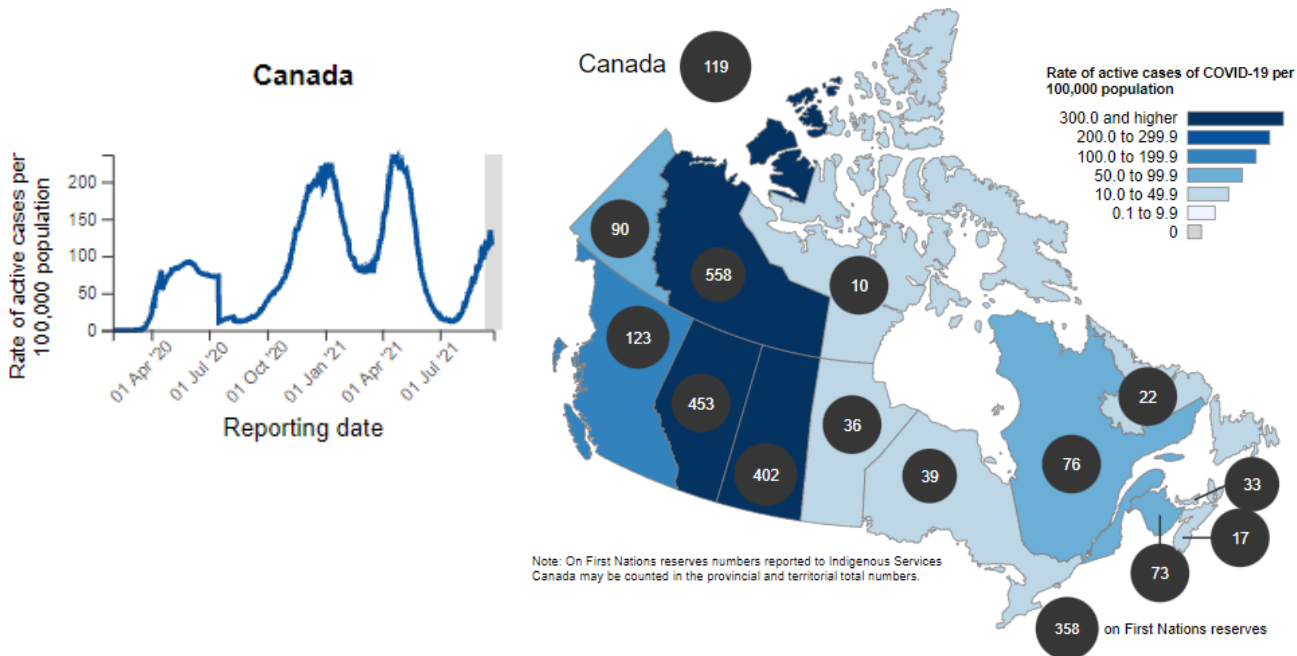 Canada
Rate of active cases per
100,000 population
200
150
100
50
0
01 Apr '20
01 Jul '20
01 Oct '20
01 Jan '21
01 Apr '21
01 Jul '21
Reporting date
Canada
119
Rate of active cases of COVID-19 per
100,000 population
300.0 and higher
200.0 to 299.9
100.0 to 199.9
50.0 to 99.9
10.0 to 49.9
0.1 to 9.9
0
90
558
10
123
453
402
36
39
76
22
33
17
73
Note: On First Nations reserves numbers reported to Indigenous Services
Canada may be counted in the provincial and territorial total numbers.
358 on First Nations reserves